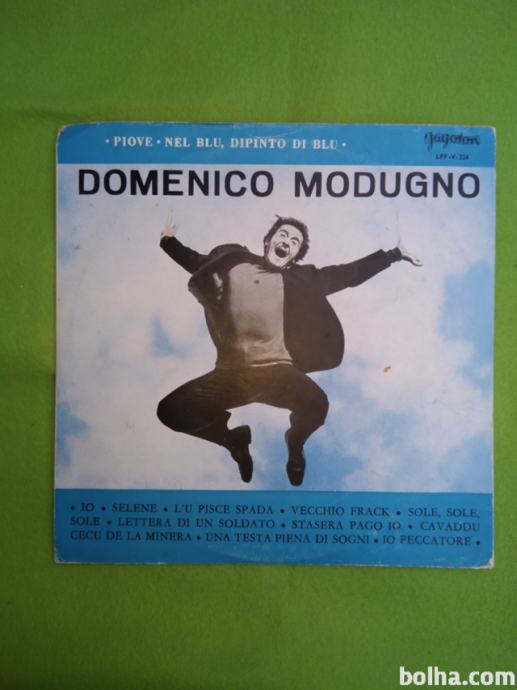 • PIOVE • NEL BLU, DIPINTO DI BLU •
Jugoton
LPY-V-224
DOMENICO MODUGNO
• IO • SELENE • L'U PISCE SPADA • VECCHIO FRACK • SOLE, SOLE,
SOLE • LETTERA DI UN SOLDATO • STASERA PAGO IO • CAVADDU
CECU DE LA MINERA • UNA TESTA PIENA DI SOGNI • IO PECCATORE •
bolha.com